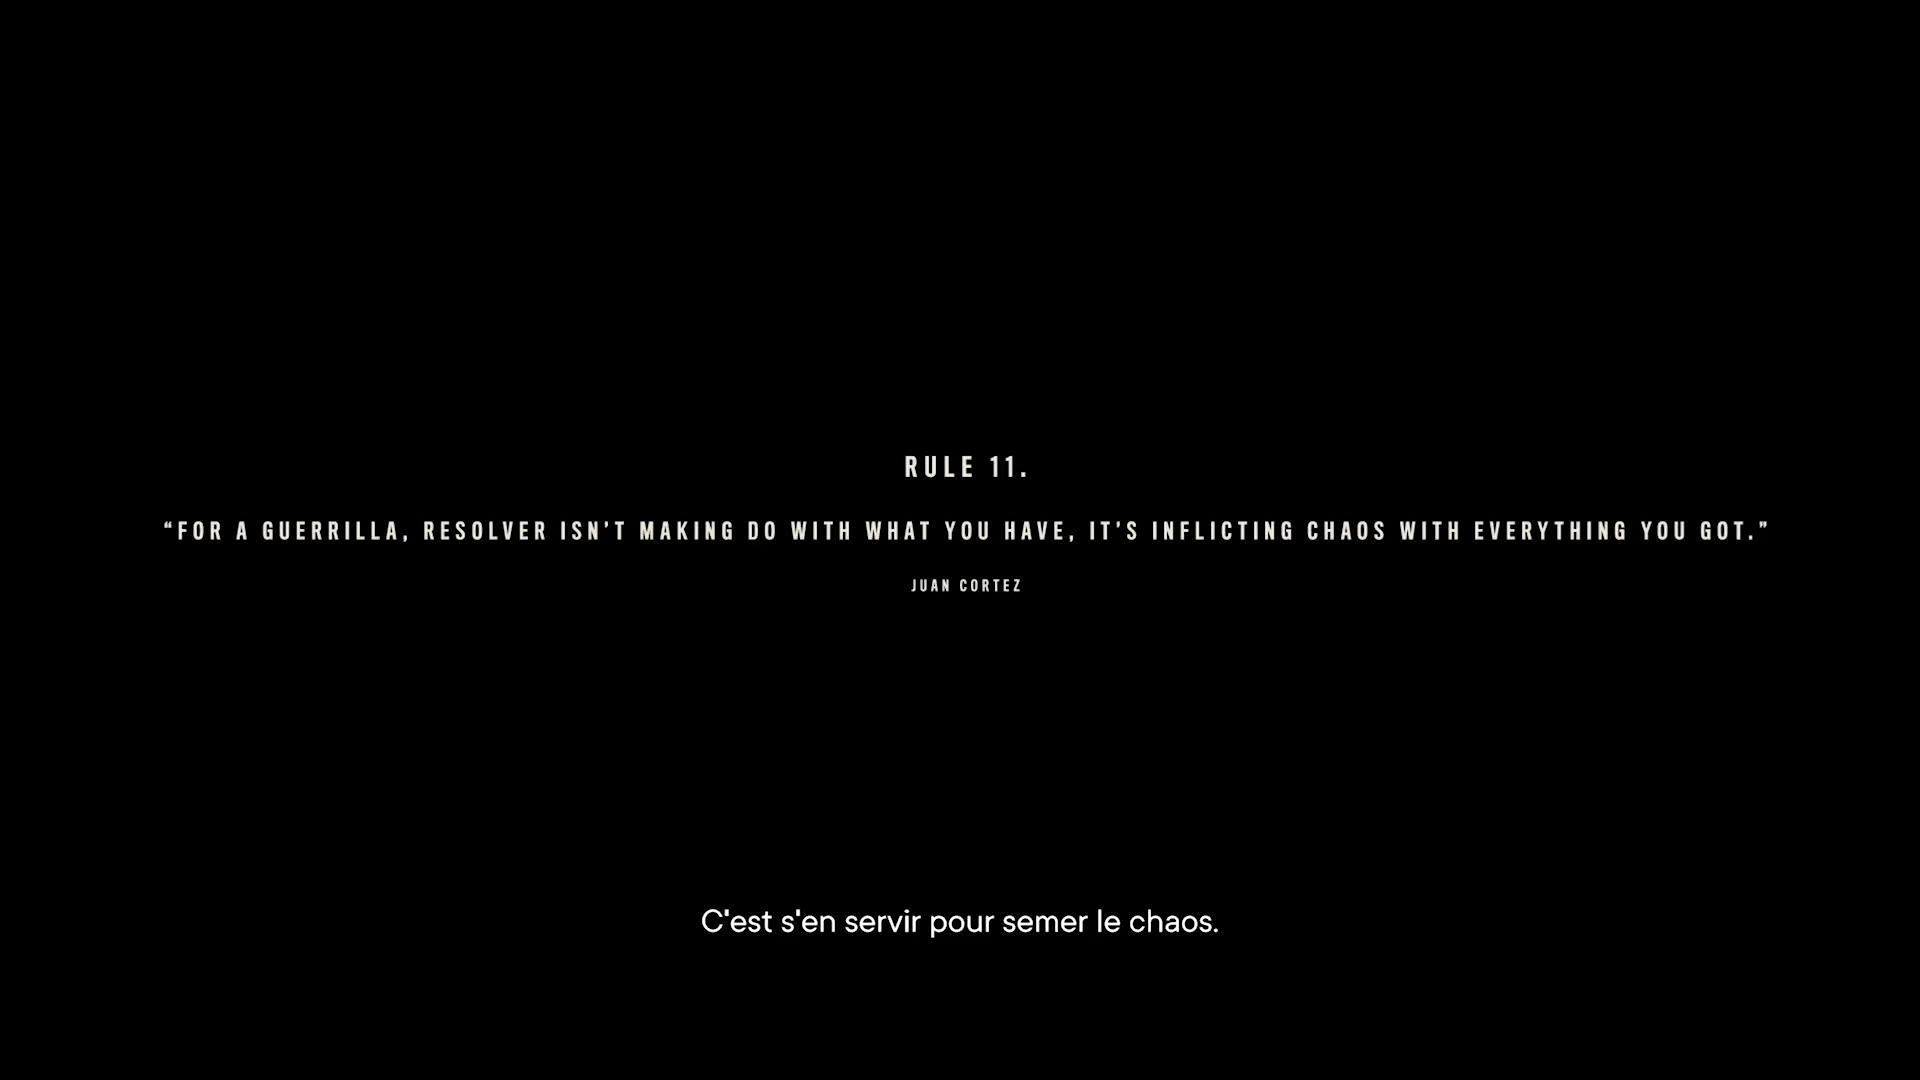 RULE 11.
“FOR A GUERRILLA, RESOLVER ISN’T MAKING DO WITH WHAT YOU HAVE, IT’S INFLICTING CHAOS WITH EVERYTHING YOU GOT.”
JUAN CORTEZ
C'est s'en servir pour semer le chaos.